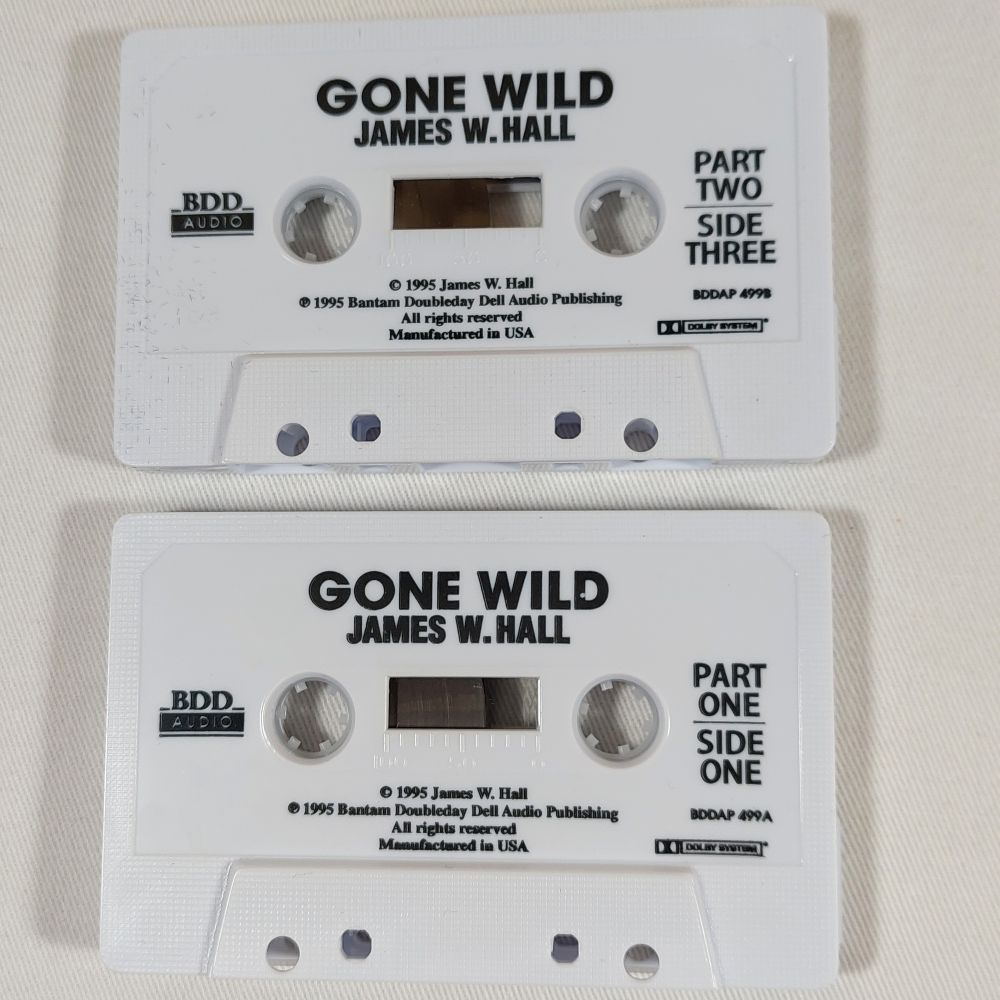 GONE WILD
JAMES W. HALL
BDD
AUDIO
PART
TWO
SIDE
THREE
© 1995 James W. Hall
℗ 1995 Bantam Doubleday Dell Audio Publishing
All rights reserved
Manufactured in USA
BDDAP 499B
DOLBY SYSTEM®
GONE WILD
JAMES W. HALL
BDD
AUDIO
PART
ONE
SIDE
ONE
100 50 0
© 1995 James W. Hall
℗ 1995 Bantam Doubleday Dell Audio Publishing
All rights reserved
Manufactured in USA
BDDAP 499A
DOLBY SYSTEM®